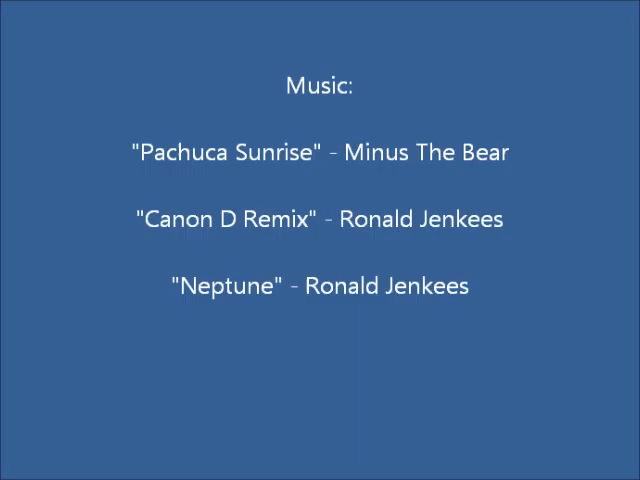 Music:
"Pachuca Sunrise" - Minus The Bear
"Canon D Remix" - Ronald Jenkees
"Neptune" - Ronald Jenkees